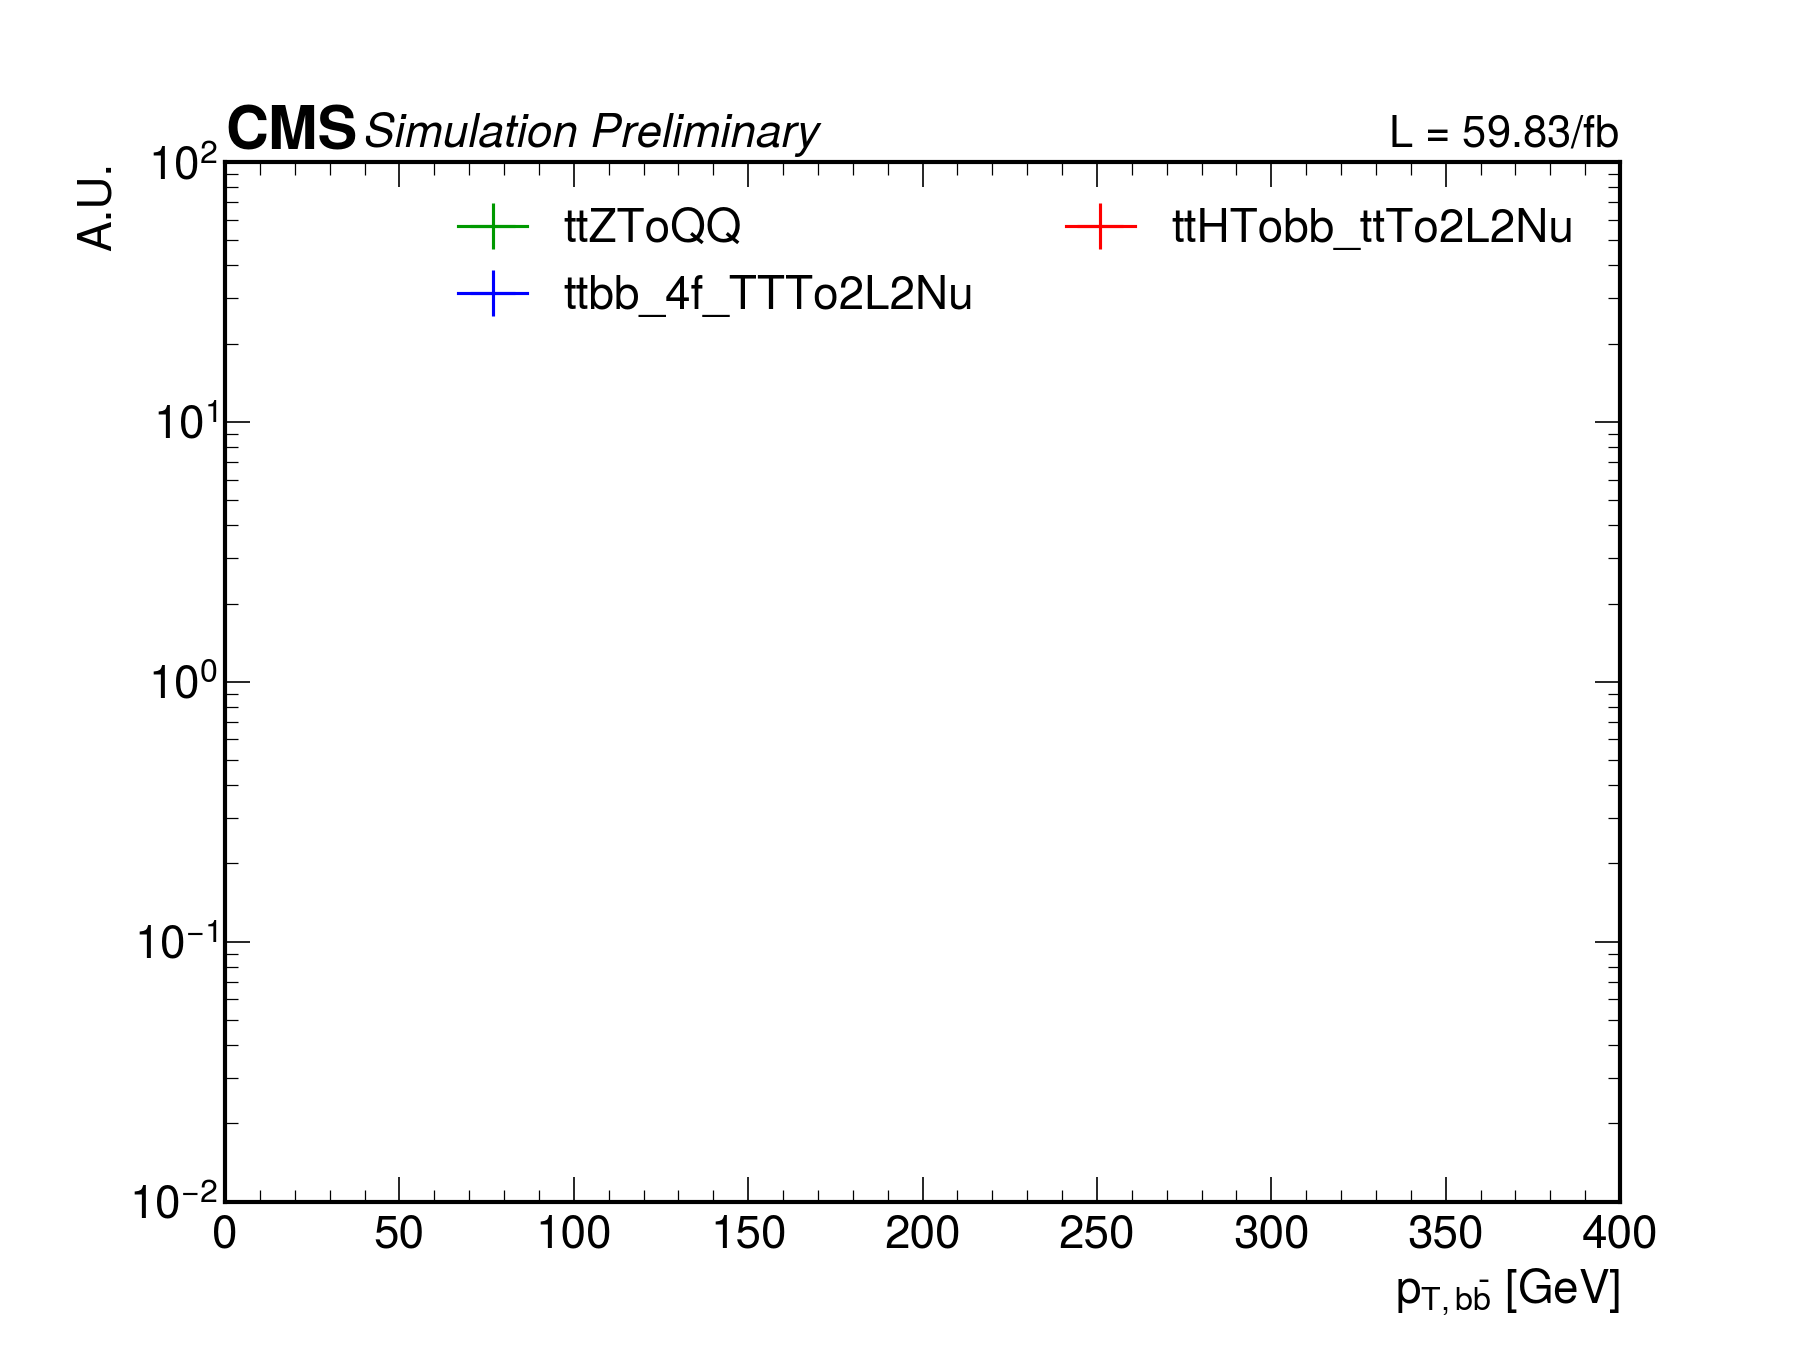 CMS Simulation Preliminary L = 59.83/fb
A.U.
10²
ttZToQQ ttHTobb_ttTo2L2Nu
ttbb_4f_TTTo2L2Nu
10¹
10⁰
10⁻¹
10⁻²
0 50 100 150 200 250 300 350 400
p_T, bb̄ [GeV]